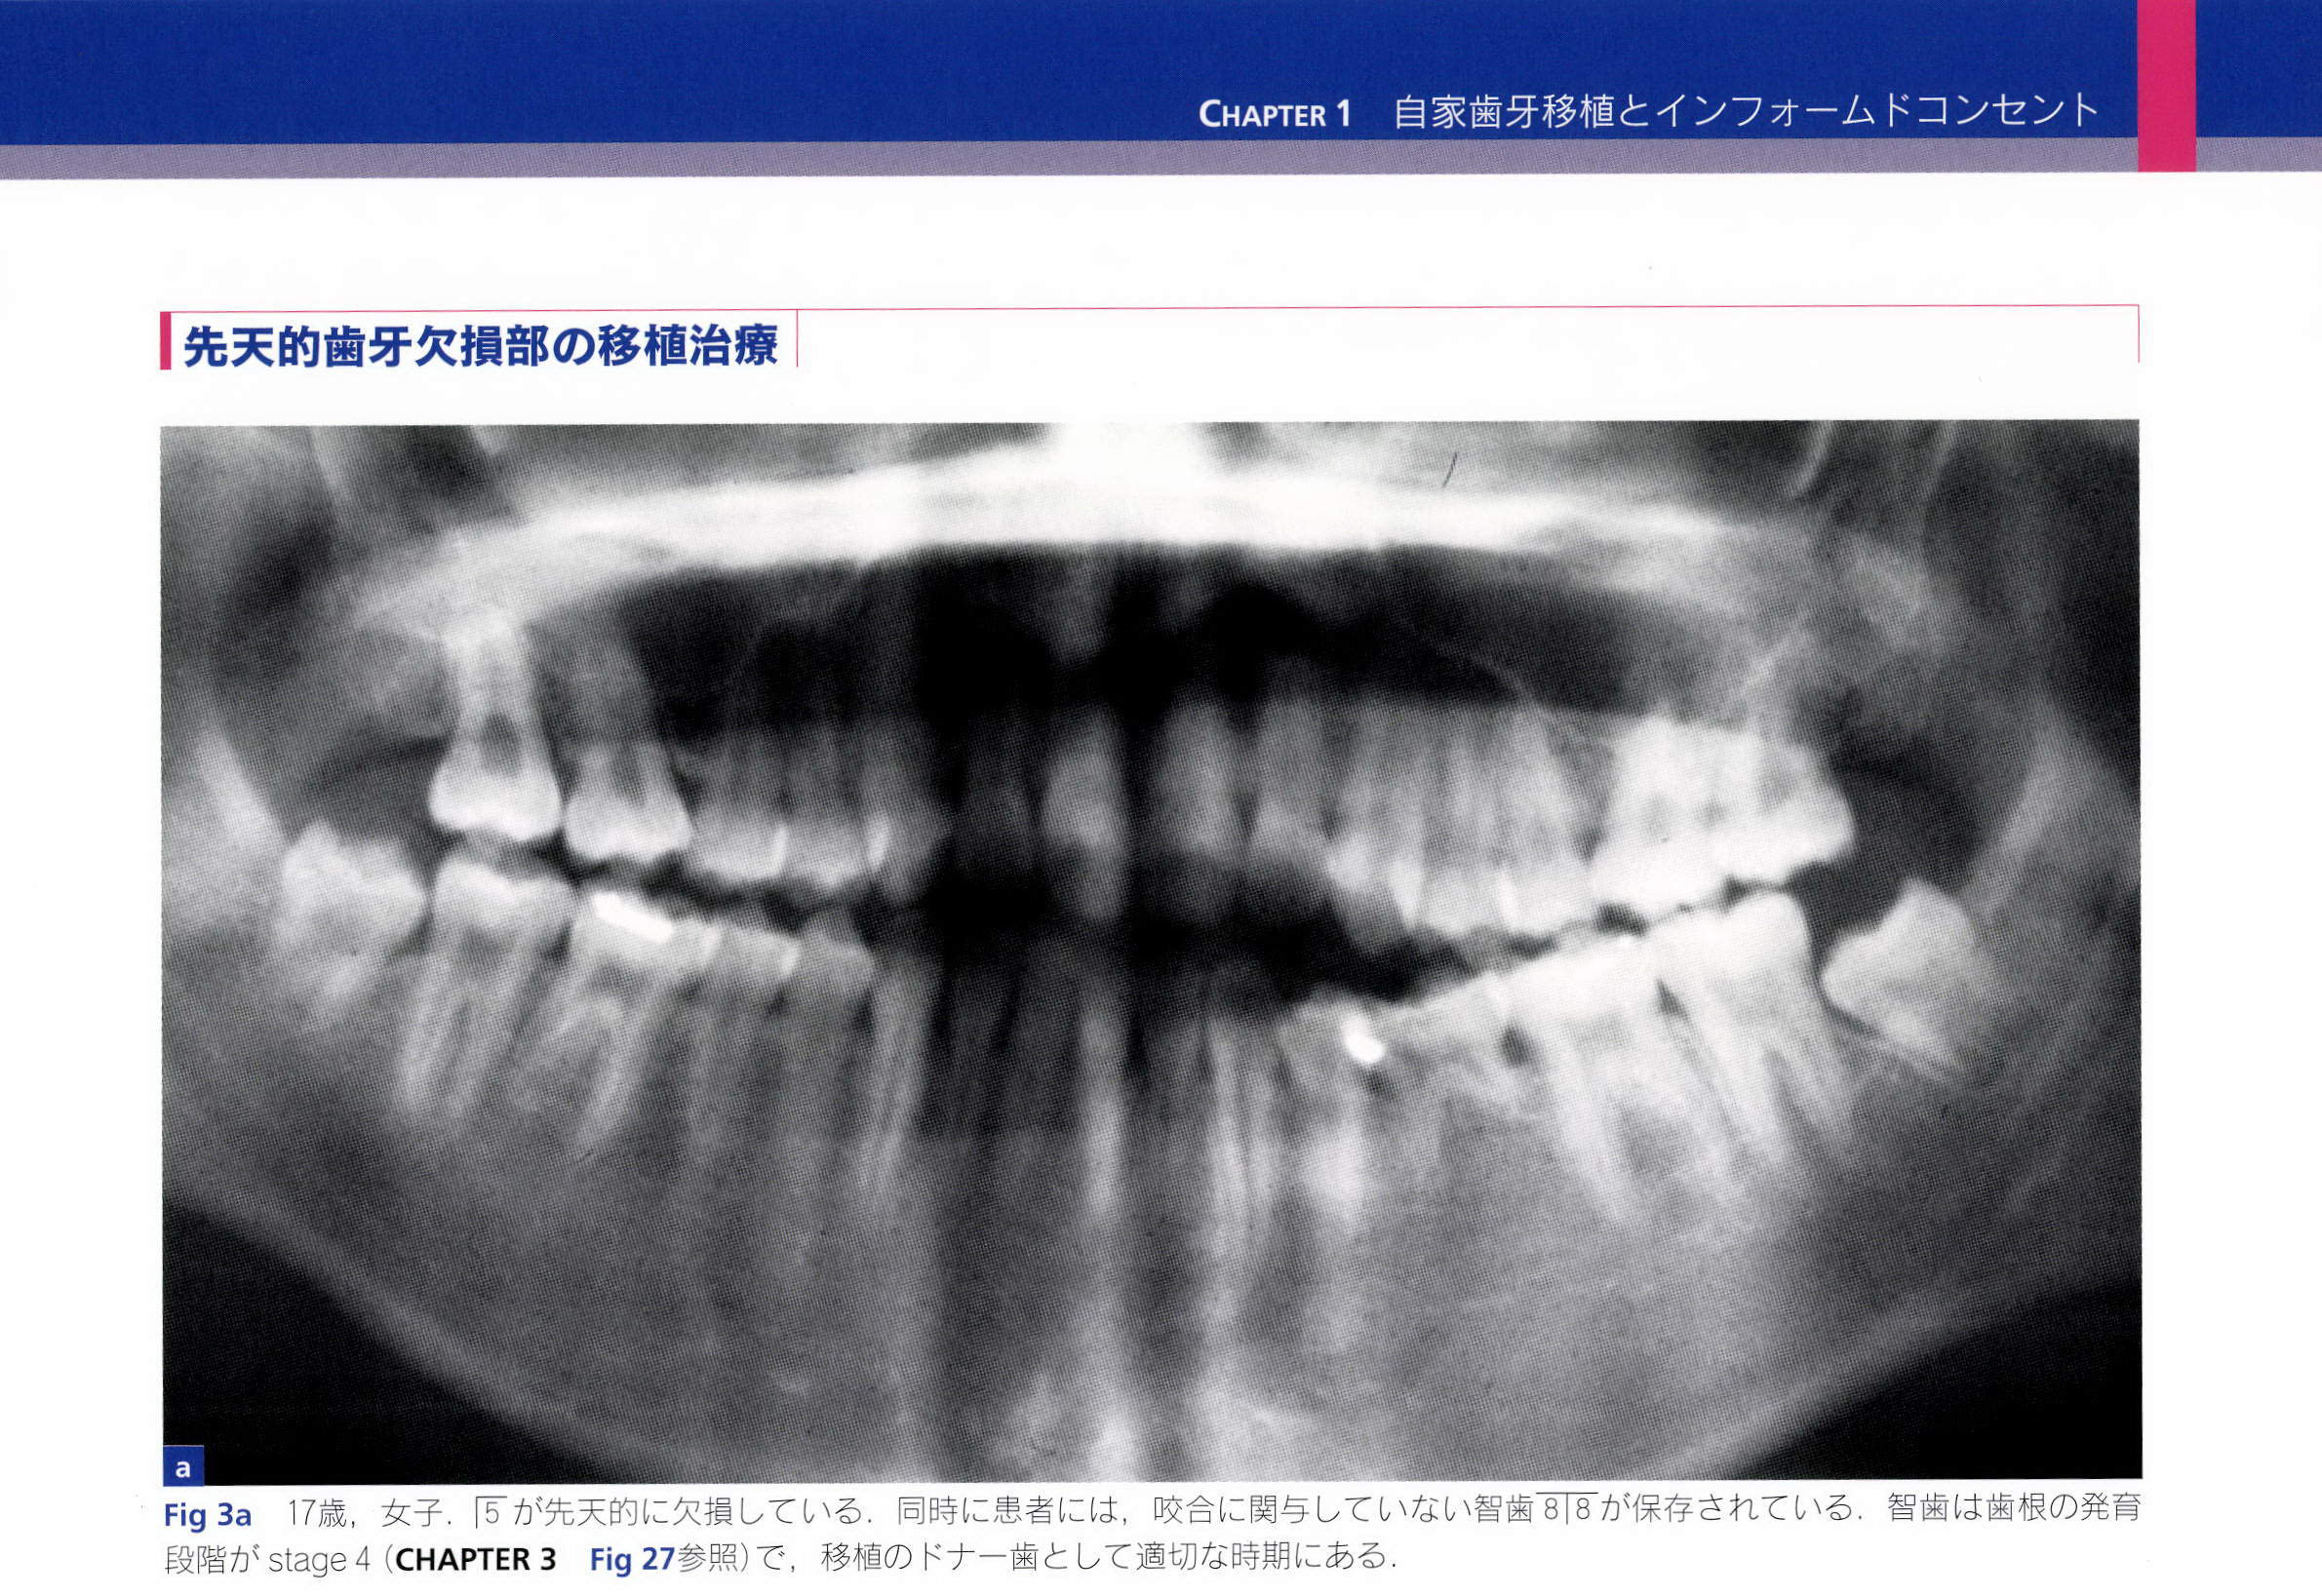 CHAPTER 1 自家歯牙移植とインフォームドコンセント
先天的歯牙欠損部の移植治療
a
Fig 3a 17歳，女子．5が先天的に欠損している．同時に患者には，咬合に関与していない智歯8|8が保存されている．智歯は歯根の発育
段階がstage 4（CHAPTER 3 Fig 27参照）で，移植のドナー歯として適切な時期にある．